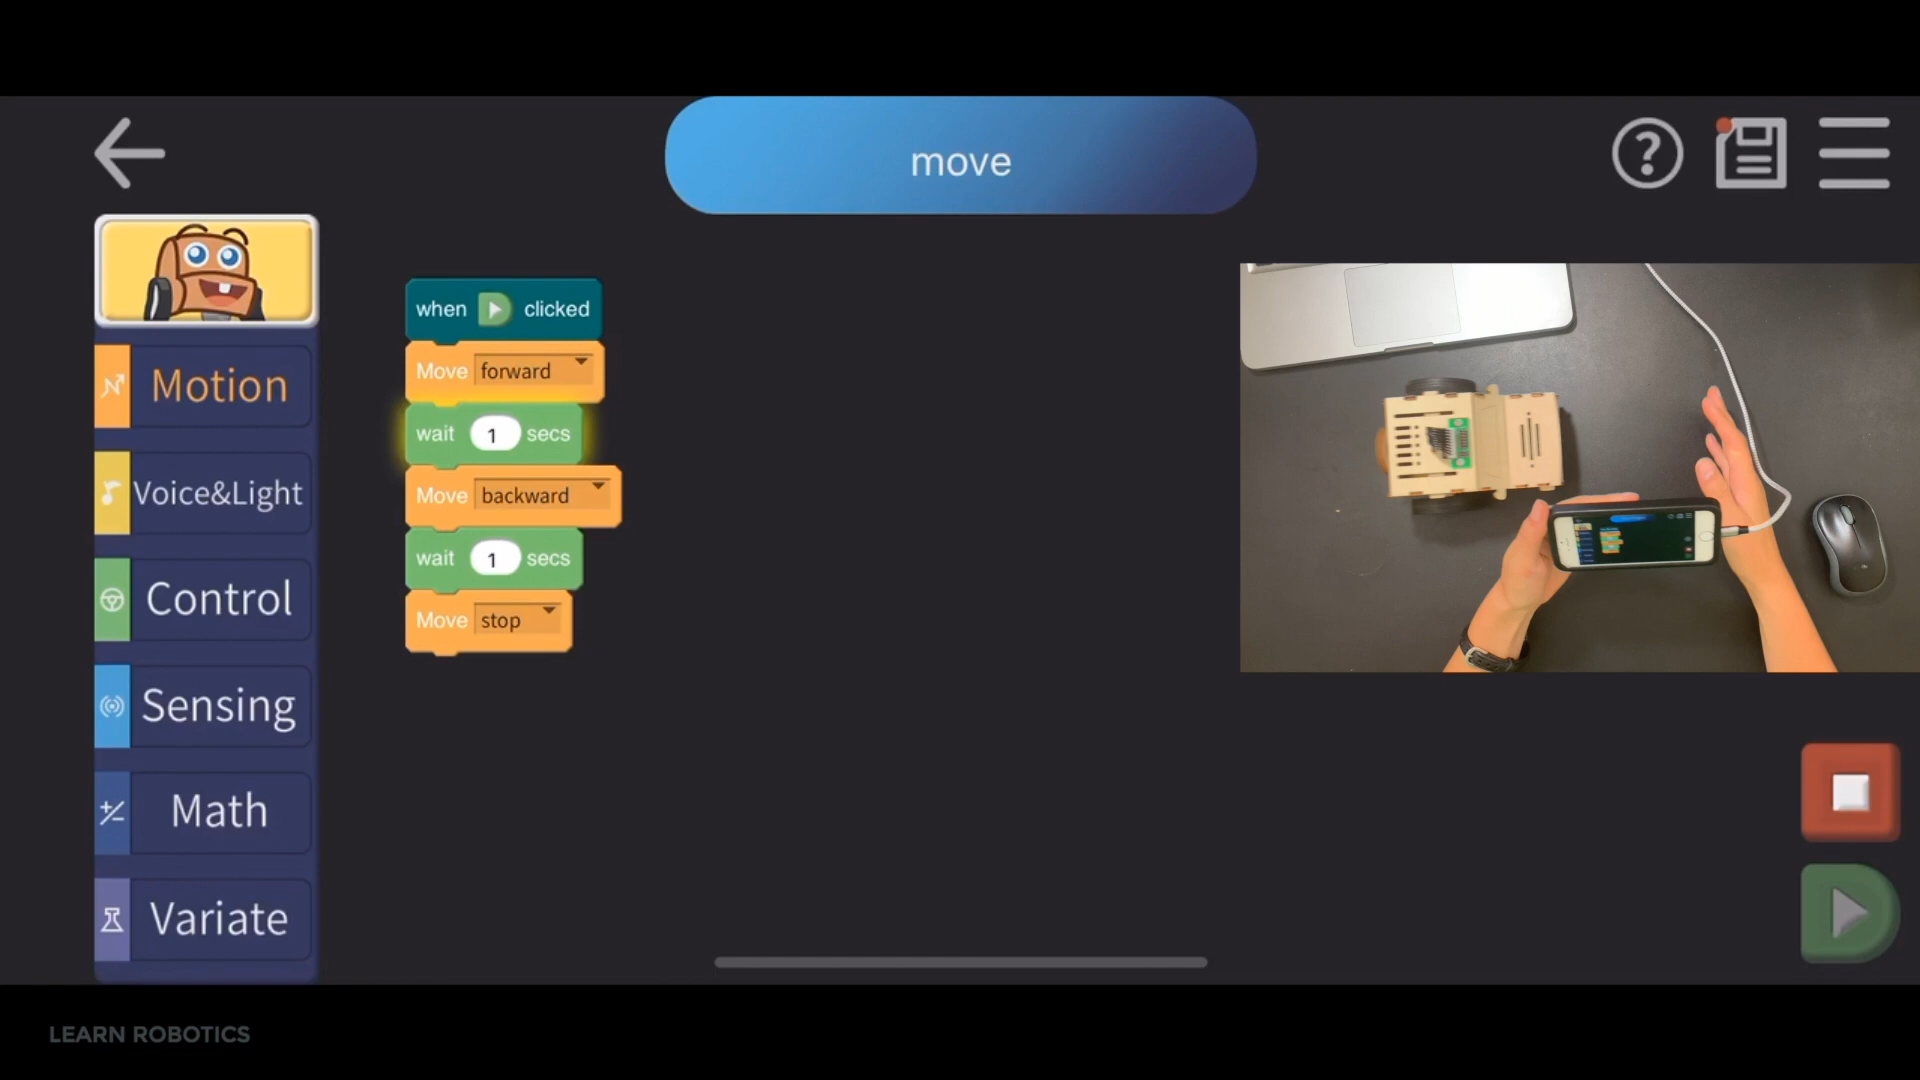 move
?
Motion
Voice&Light
Control
Sensing
Math
Variate
when clicked
Move forward
wait 1 secs
Move backward
wait 1 secs
Move stop
LEARN ROBOTICS